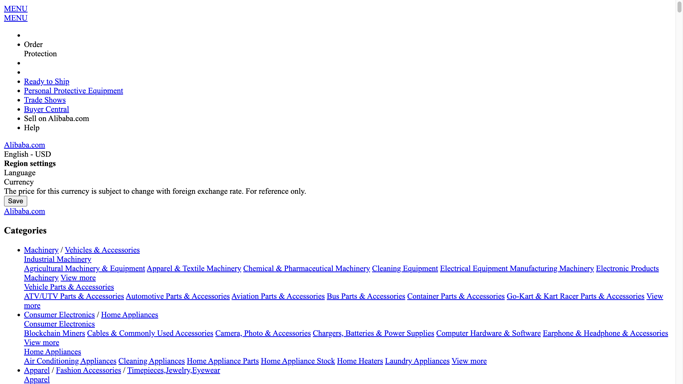 MENU
MENU
Order
Protection
Ready to Ship
Personal Protective Equipment
Trade Shows
Buyer Central
Sell on Alibaba.com
Help
Alibaba.com
English - USD
Region settings
Language
Currency
The price for this currency is subject to change with foreign exchange rate. For reference only.
Save
Alibaba.com
Categories
Machinery / Vehicles & Accessories
Industrial Machinery
Agricultural Machinery & Equipment Apparel & Textile Machinery Chemical & Pharmaceutical Machinery Cleaning Equipment Electrical Equipment Manufacturing Machinery Electronic Products
Machinery View more
Vehicle Parts & Accessories
ATV/UTV Parts & Accessories Automotive Parts & Accessories Aviation Parts & Accessories Bus Parts & Accessories Container Parts & Accessories Go-Kart & Kart Racer Parts & Accessories View
more
Consumer Electronics / Home Appliances
Consumer Electronics
Blockchain Miners Cables & Commonly Used Accessories Camera, Photo & Accessories Chargers, Batteries & Power Supplies Computer Hardware & Software Earphone & Headphone & Accessories
View more
Home Appliances
Air Conditioning Appliances Cleaning Appliances Home Appliance Parts Home Appliance Stock Home Heaters Laundry Appliances View more
Apparel / Fashion Accessories / Timepieces,Jewelry,Eyewear
Apparel